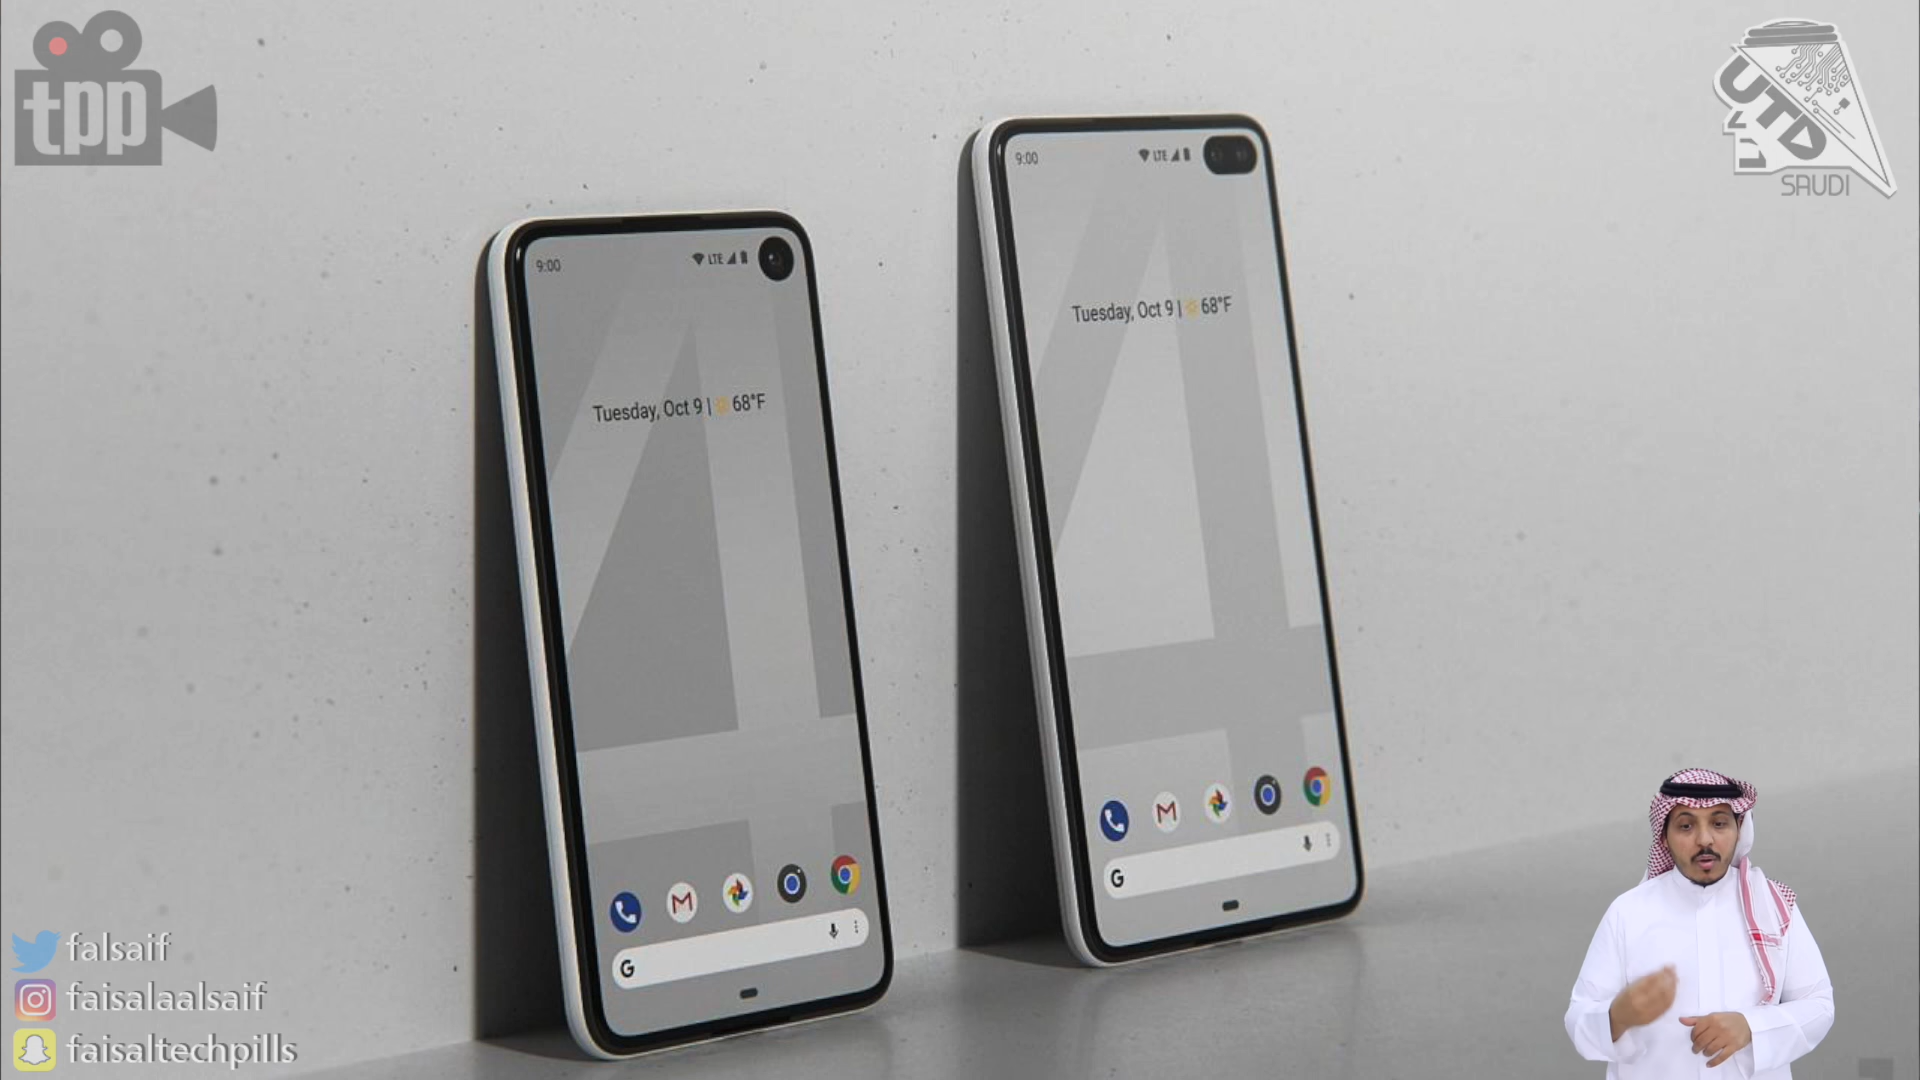 tpp
UTD
SAUDI
9:00
LTE
Tuesday, Oct 9 | 68°F
G
9:00
LTE
Tuesday, Oct 9 | 68°F
G
falsaif
faisalaalsaif
faisaltechpills